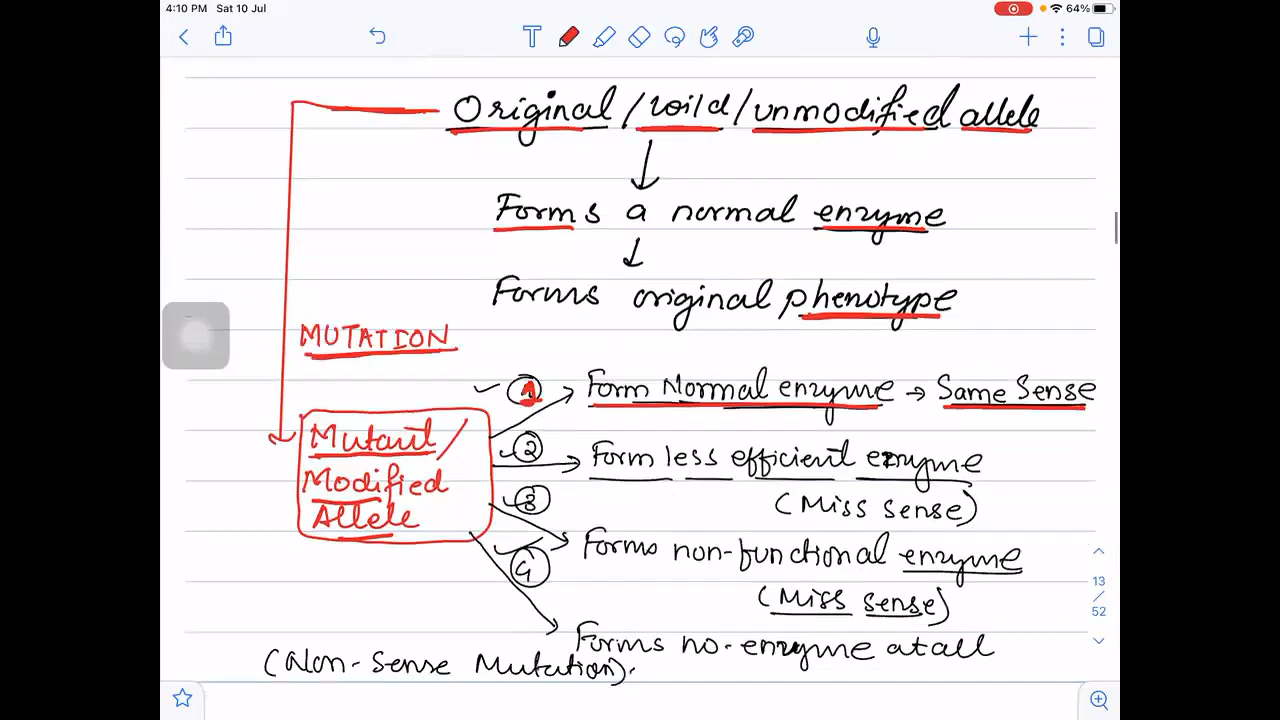 4:10 PM Sat 10 Jul 64%
Original/wild/unmodified allele
Forms a normal enzyme
Forms original phenotype
MUTATION
1 Form Normal enzyme → Same Sense
Mutant/
Modified
Allele
2 Form less efficient enzyme
(Miss sense)
3 Forms non-functional enzyme
(Miss sense)
4 Forms no-enzyme at all
(Non-Sense Mutation).
13
/
52